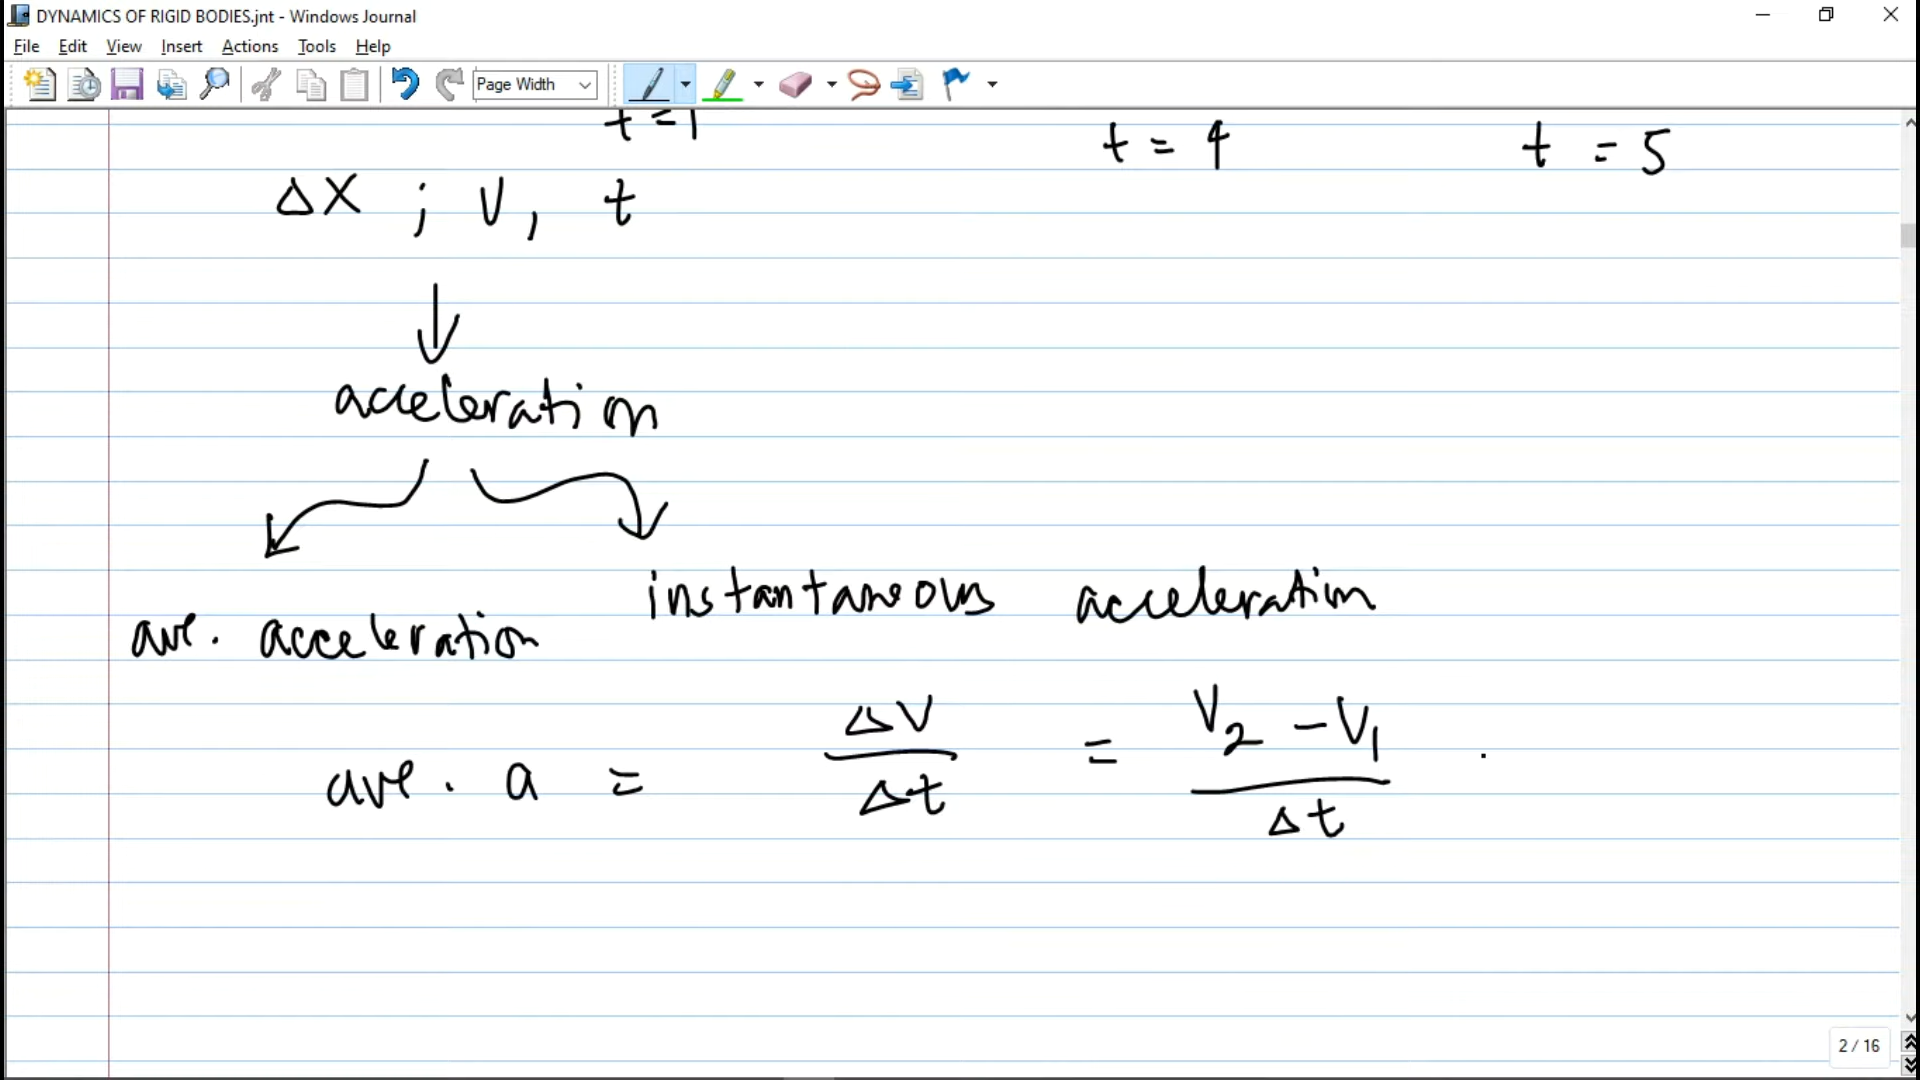 DYNAMICS OF RIGID BODIES.jnt - Windows Journal
File Edit View Insert Actions Tools Help
Page Width
t = 1
t = 4
t = 5
ΔX ; V, t
acceleration
instantaneous acceleration
ave. acceleration
ave. a = ΔV / Δt = V₂ - V₁ / Δt
2 / 16